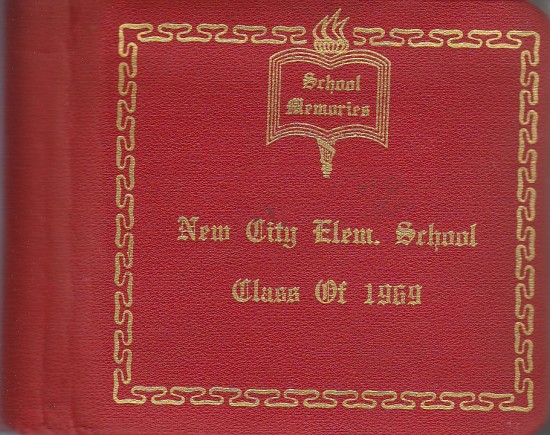 School
Memories
New City Elem. School
Class Of 1969